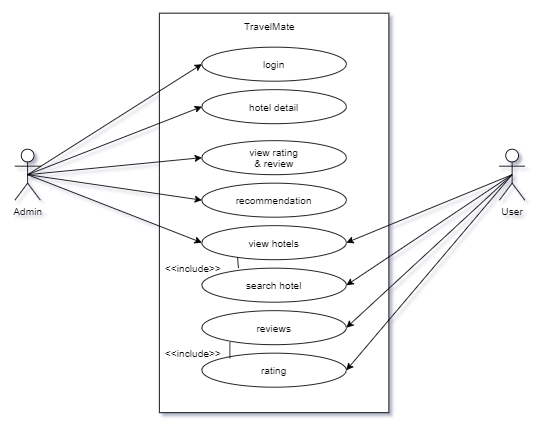 TravelMate
login
hotel detail
view rating
& review
Admin
User
recommendation
view hotels
<<include>>
search hotel
reviews
<<include>>
rating